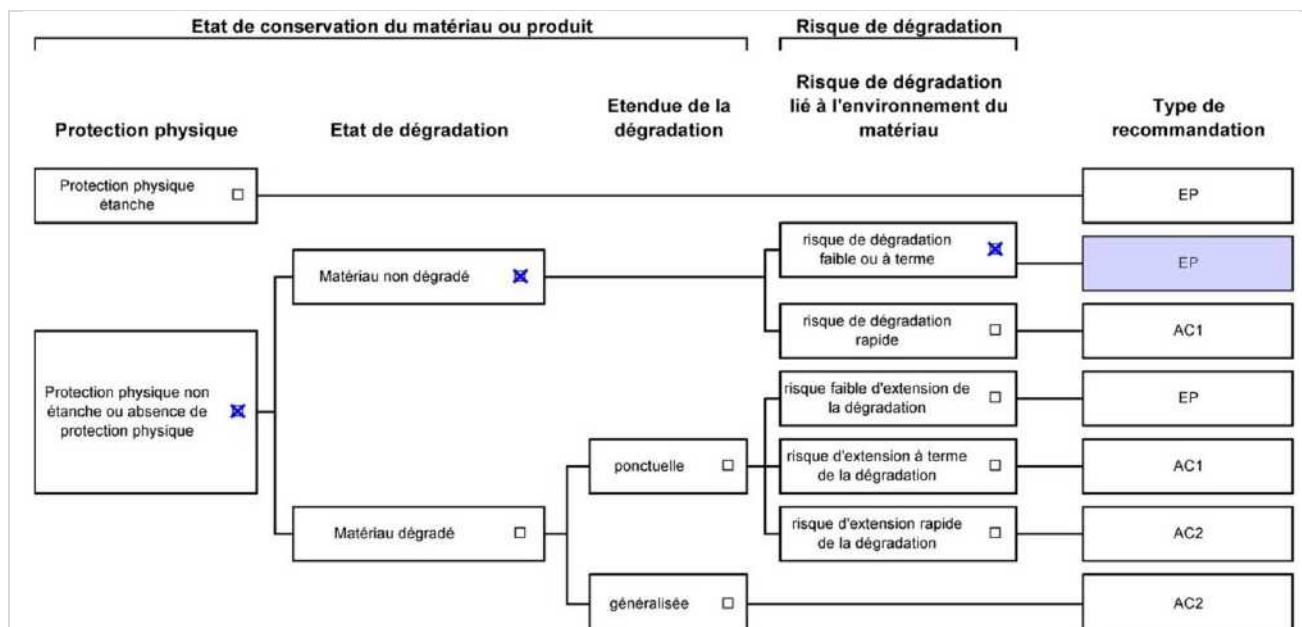 Etat de conservation du matériau ou produit
Risque de dégradation
Protection physique
Etat de dégradation
Etendue de la
dégradation
Risque de dégradation
lié à l'environnement du
matériau
Type de
recommandation
Protection physique
étanche
EP
Matériau non dégradé
risque de dégradation
faible ou à terme
EP
risque de dégradation
rapide
AC1
Protection physique non
étanche ou absence de
protection physique
risque faible d'extension de
la dégradation
EP
ponctuelle
risque d'extension à terme
de la dégradation
AC1
Matériau dégradé
risque d'extension rapide
de la dégradation
AC2
généralisée
AC2